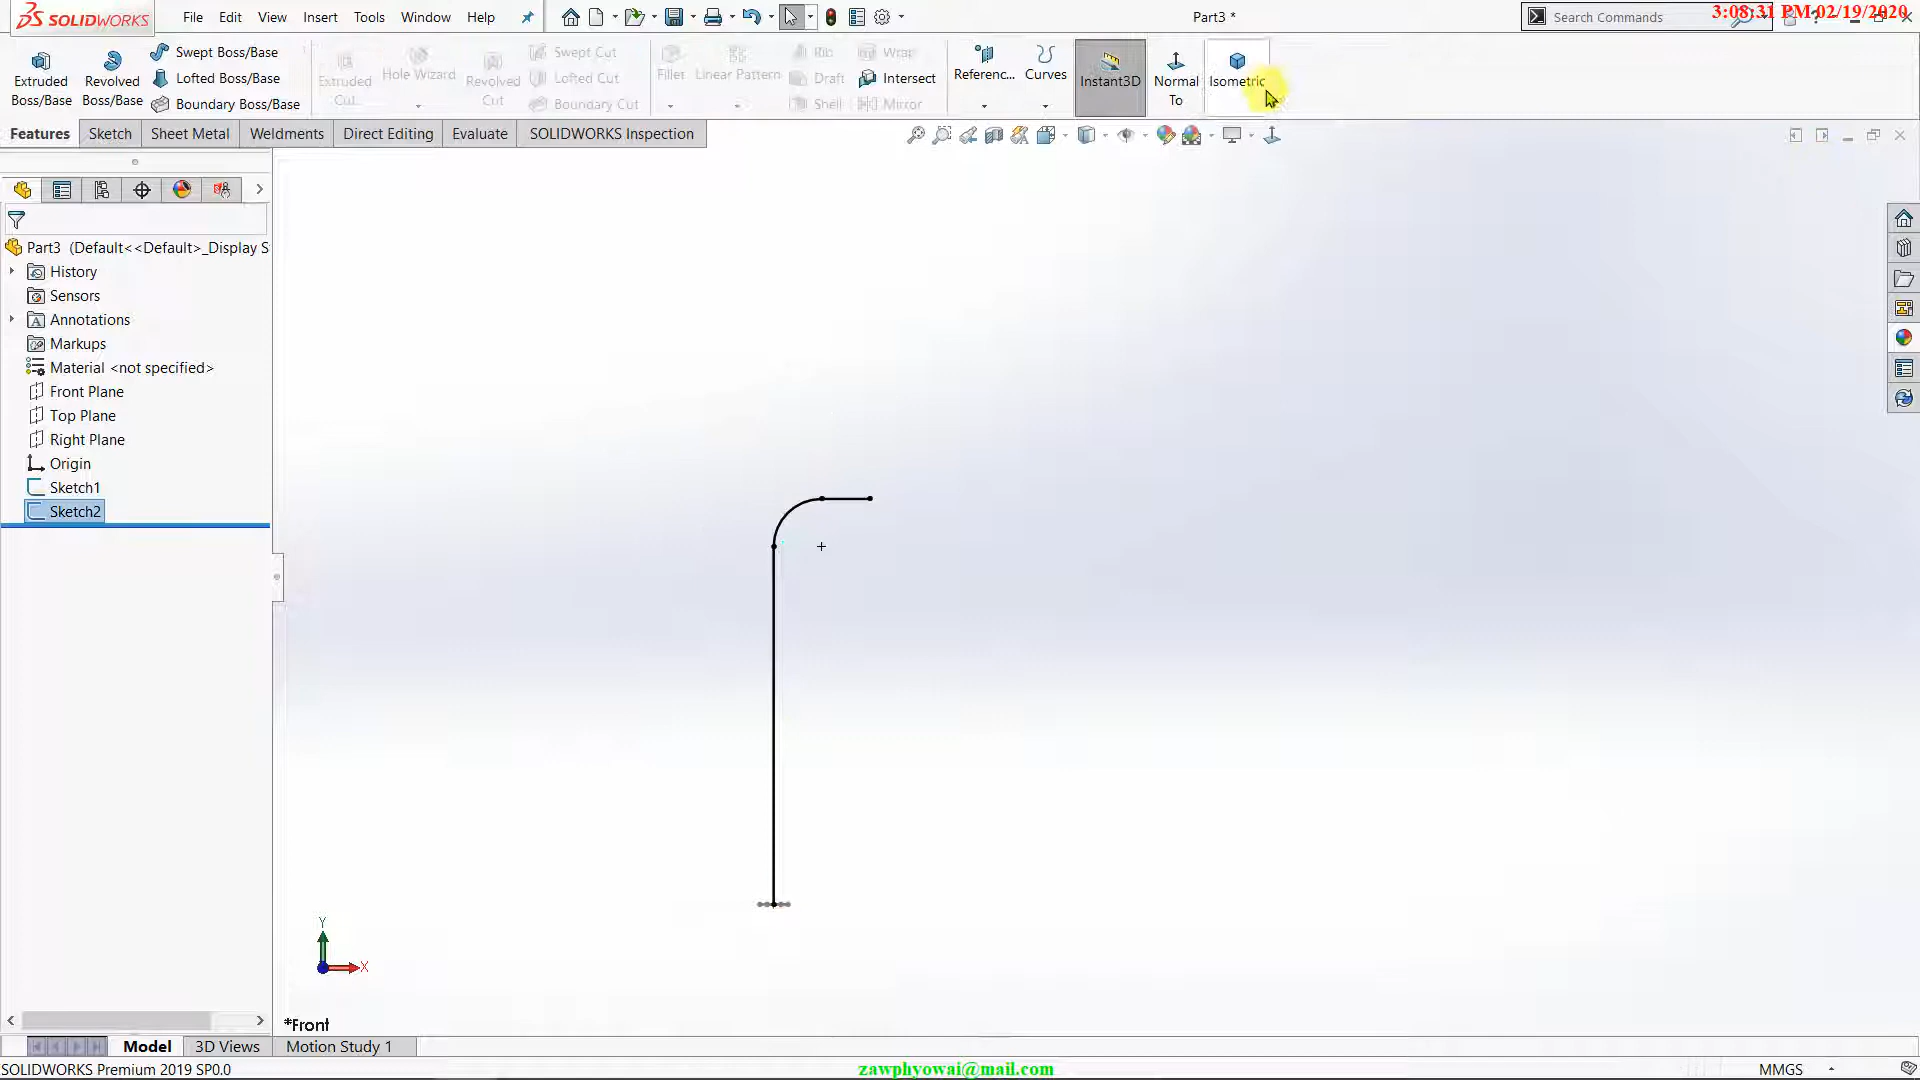 SOLIDWORKS File Edit View Insert Tools Window Help Part3 * Search Commands 3:08:31 PM-02/19/2020
Extruded Boss/Base
Revolved Boss/Base
Swept Boss/Base
Lofted Boss/Base
Boundary Boss/Base
Extruded Cut
Hole Wizard
Revolved Cut
Swept Cut
Lofted Cut
Boundary Cut
Fillet
Linear Pattern
Rib
Draft
Shell
Wrap
Intersect
Mirror
Referenc...
Curves
Instant3D
Normal To
Isometric
Features Sketch Sheet Metal Weldments Direct Editing Evaluate SOLIDWORKS Inspection
Part3 (Default<<Default>_Display S
History
Sensors
Annotations
Markups
Material <not specified>
Front Plane
Top Plane
Right Plane
Origin
Sketch1
Sketch2
Y
X
*Front
Model 3D Views Motion Study 1
SOLIDWORKS Premium 2019 SP0.0 zawphyowai@mail.com MMGS